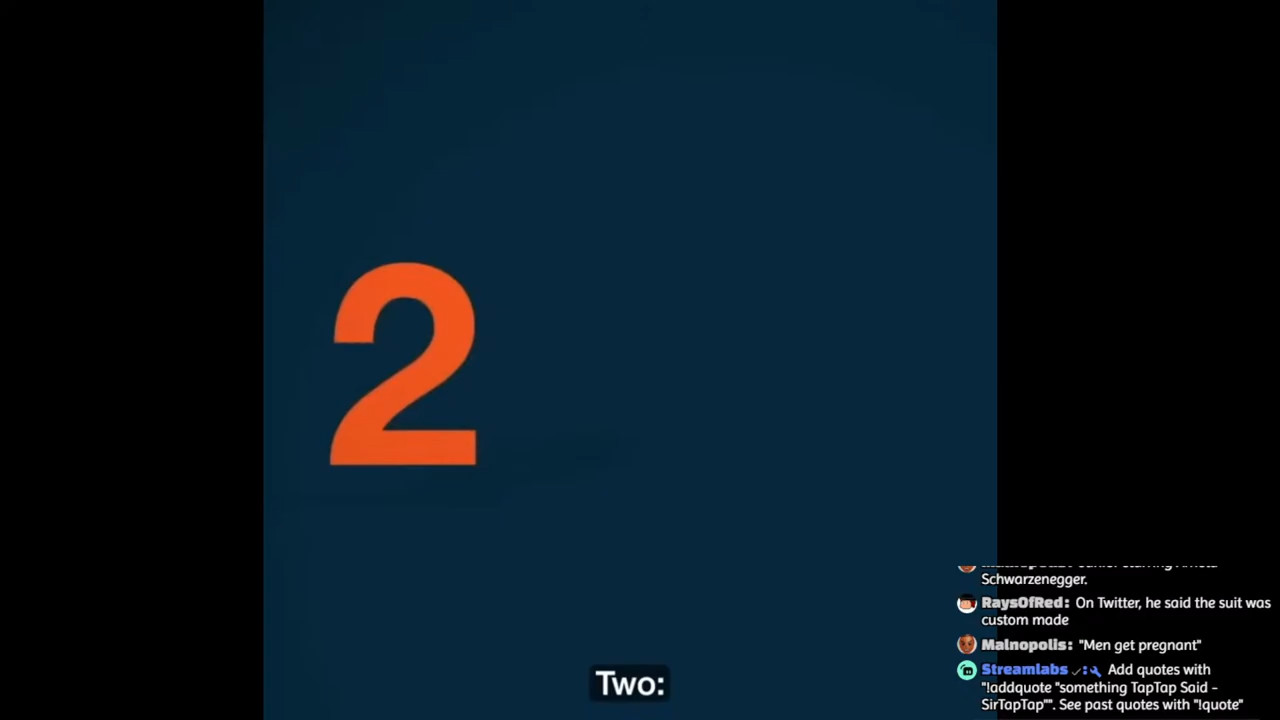 2
Two:
Schwarzenegger.
RaysOfRed: On Twitter, he said the suit was
custom made
Malnopolis: "Men get pregnant"
Streamlabs: Add quotes with
"!addquote "something TapTap Said -
SirTapTap"". See past quotes with "!quote"